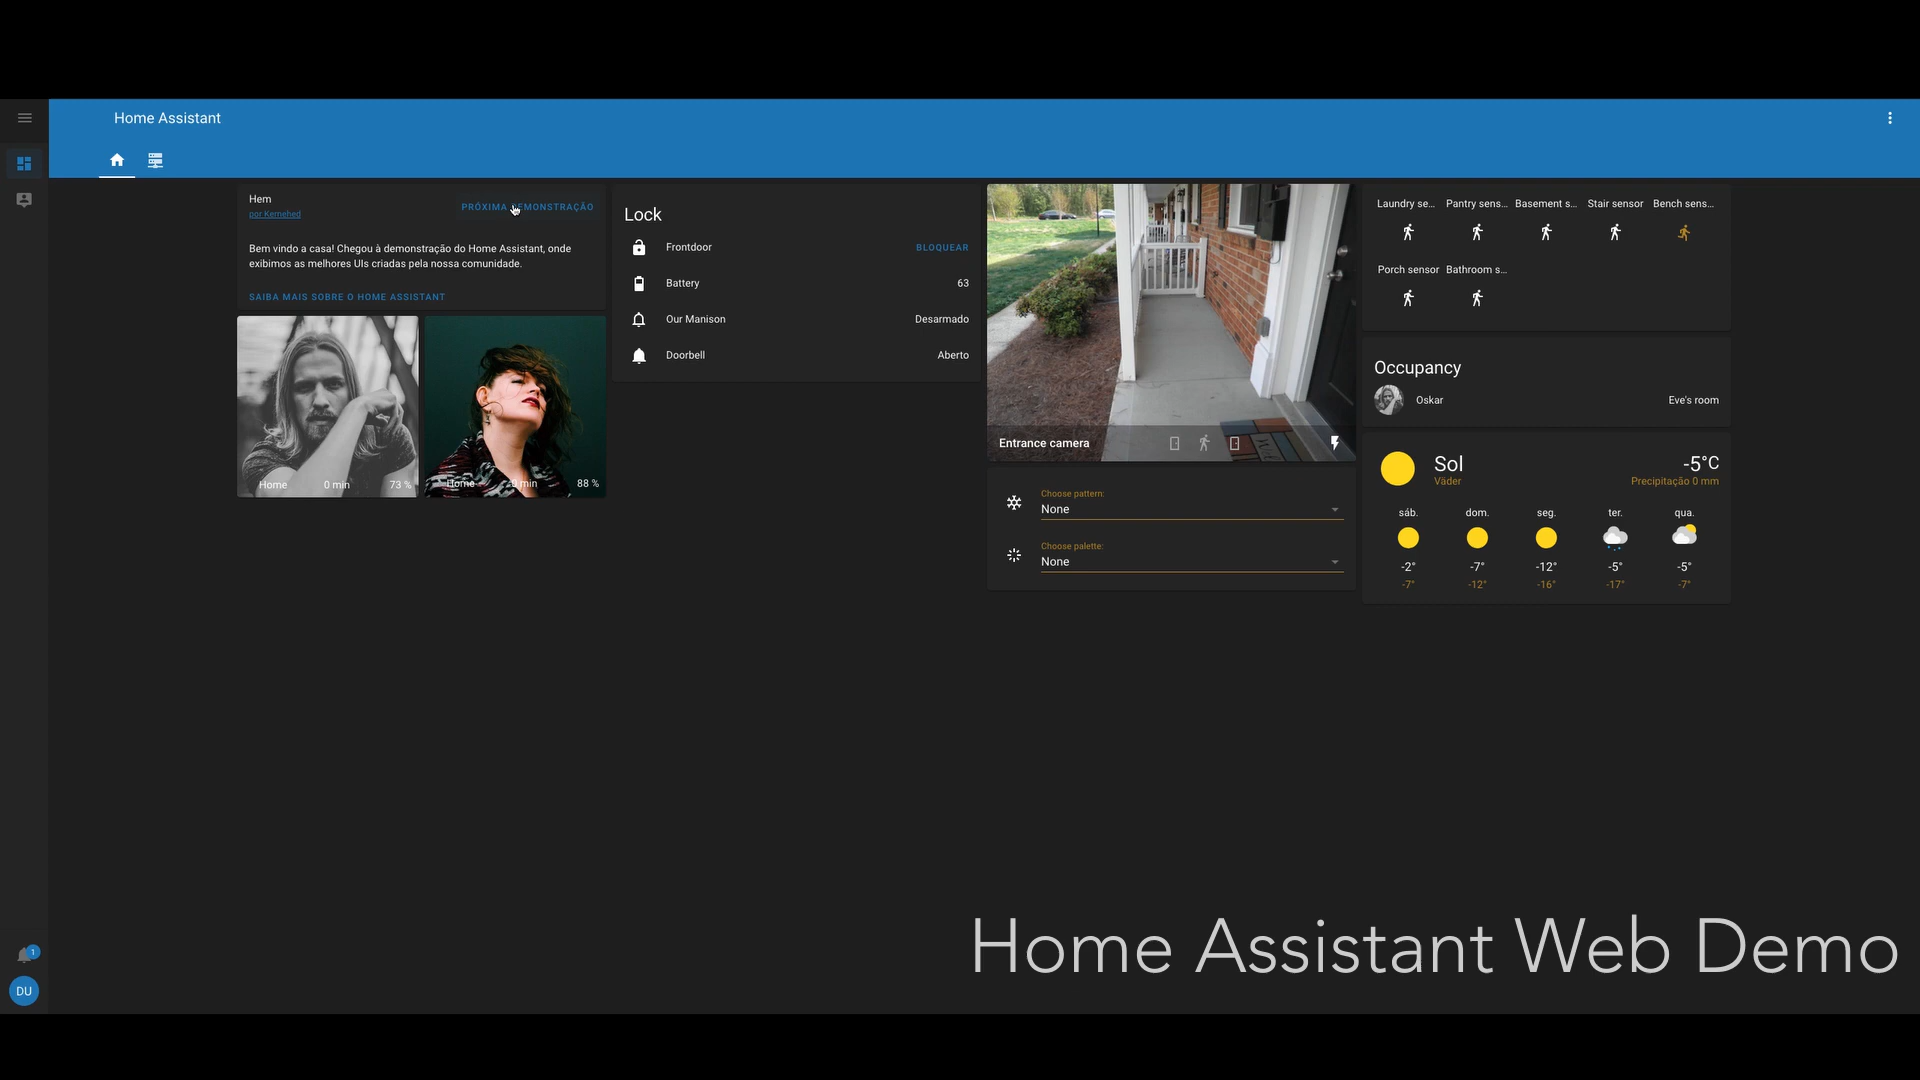 Home Assistant
Hem
por Kernehed
PRÓXIMA DEMONSTRAÇÃO
Bem vindo a casa! Chegou à demonstração do Home Assistant, onde
exibimos as melhores UIs criadas pela nossa comunidade.
SAIBA MAIS SOBRE O HOME ASSISTANT
Home 0 min 73 %
Home 0 min 88 %
Lock
Frontdoor BLOQUEAR
Battery 63
Our Manison Desarmado
Doorbell Aberto
Entrance camera
Choose pattern:
None
Choose palette:
None
Laundry se... Pantry sens... Basement s... Stair sensor Bench sens...
Porch sensor Bathroom s...
Occupancy
Oskar Eve's room
Sol -5°C
Väder Precipitação 0 mm
sáb. dom. seg. ter. qua.
-2° -7° -12° -5° -5°
-7° -12° -16° -17° -7°
1
DU
Home Assistant Web Demo